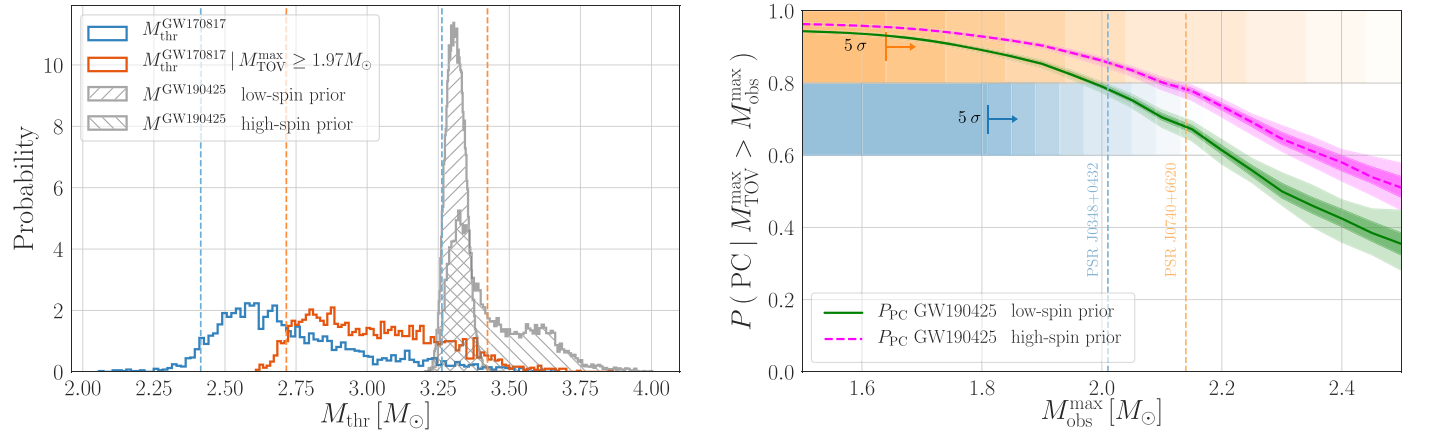 Probability
10
8
6
4
2
0
M_thr^GW170817
M_thr^GW170817 | M_TOV^max ≥ 1.97M_⊙
M^GW190425 low-spin prior
M^GW190425 high-spin prior
2.00 2.25 2.50 2.75 3.00 3.25 3.50 3.75 4.00
M_thr [M_⊙]
P ( PC | M_TOV^max > M_obs^max )
1.0
0.8
0.6
0.4
0.2
0.0
5 σ
5 σ
PSR J0348+0432
PSR J0740+6620
P_PC GW190425 low-spin prior
P_PC GW190425 high-spin prior
1.6 1.8 2.0 2.2 2.4
M_obs^max [M_⊙]